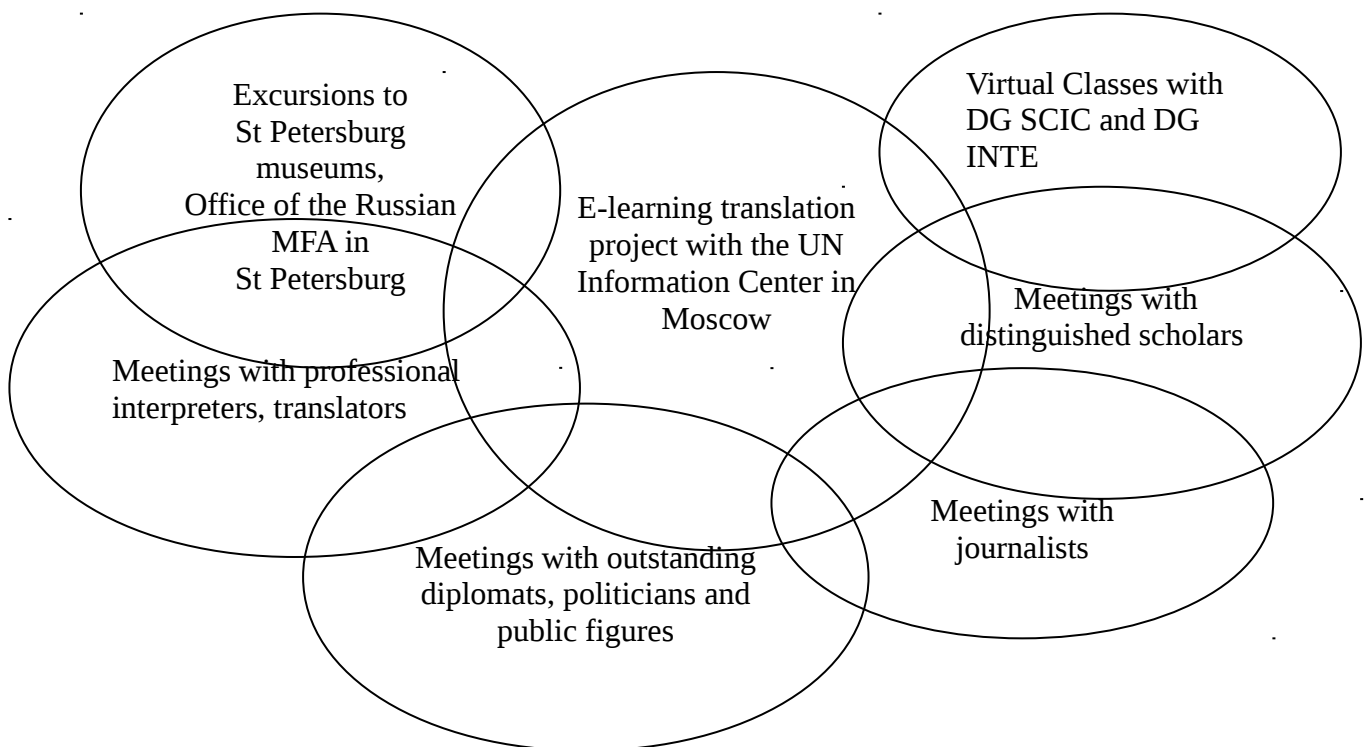 Excursions to
St Petersburg
museums,
Office of the Russian
MFA in
St Petersburg
E-learning translation
project with the UN
Information Center in
Moscow
Virtual Classes with
DG SCIC and DG
INTE
Meetings with
distinguished scholars
Meetings with professional
interpreters, translators
Meetings with
journalists
Meetings with outstanding
diplomats, politicians and
public figures